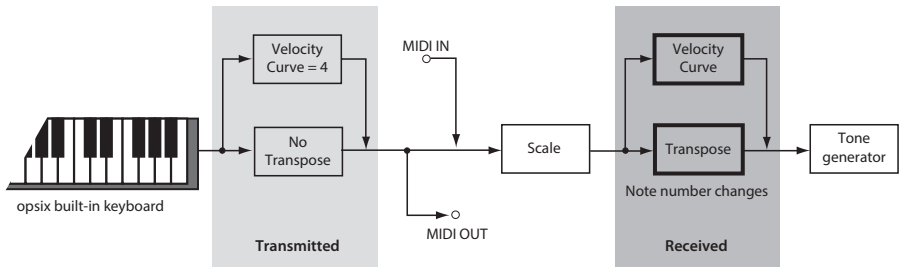 Velocity
Curve = 4
No
Transpose
opsix built-in keyboard
Transmitted
MIDI IN
MIDI OUT
Scale
Velocity
Curve
Transpose
Note number changes
Received
Tone
generator